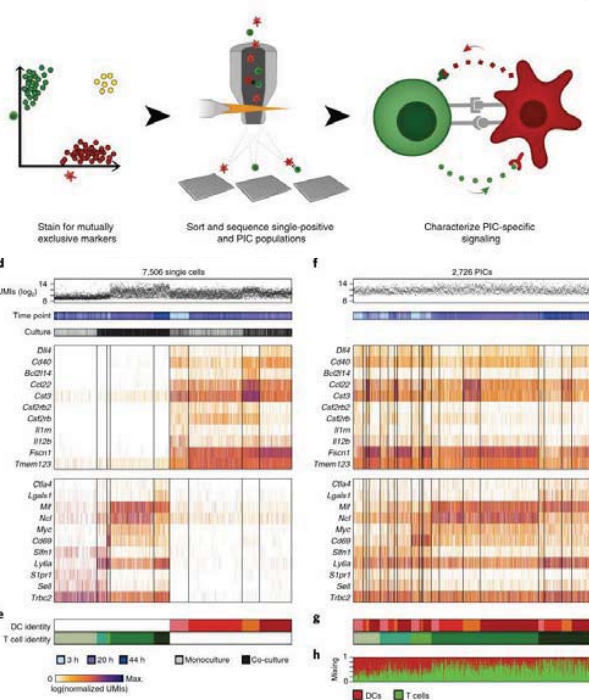 Stain for mutually
exclusive markers
Sort and sequence single-positive
and PIC populations
Characterize PIC-specific
signaling
d
7,506 single cells
UMIs (log₂)
14
8
Time point
Culture
Dll4
Cd40
Bcl2l14
Ccl22
Cst3
Csf2rb2
Csf2rb
Il1rn
Il12b
Fscn1
Tmem123
Ctla4
Lgals1
Mif
Ncl
Myc
Cd69
Slfn1
Ly6a
S1pr1
Sell
Trbc2
e
DC identity
T cell identity
3 h
20 h
44 h
Monoculture
Co-culture
0
Max.
log(normalized UMIs)
f
2,726 PICs
14
8
Dll4
Cd40
Bcl2l14
Ccl22
Cst3
Csf2rb2
Csf2rb
Il1rn
Il12b
Fscn1
Tmem123
Ctla4
Lgals1
Mif
Ncl
Myc
Cd69
Slfn1
Ly6a
S1pr1
Sell
Trbc2
g
h
Mixing
1
0
DCs
T cells